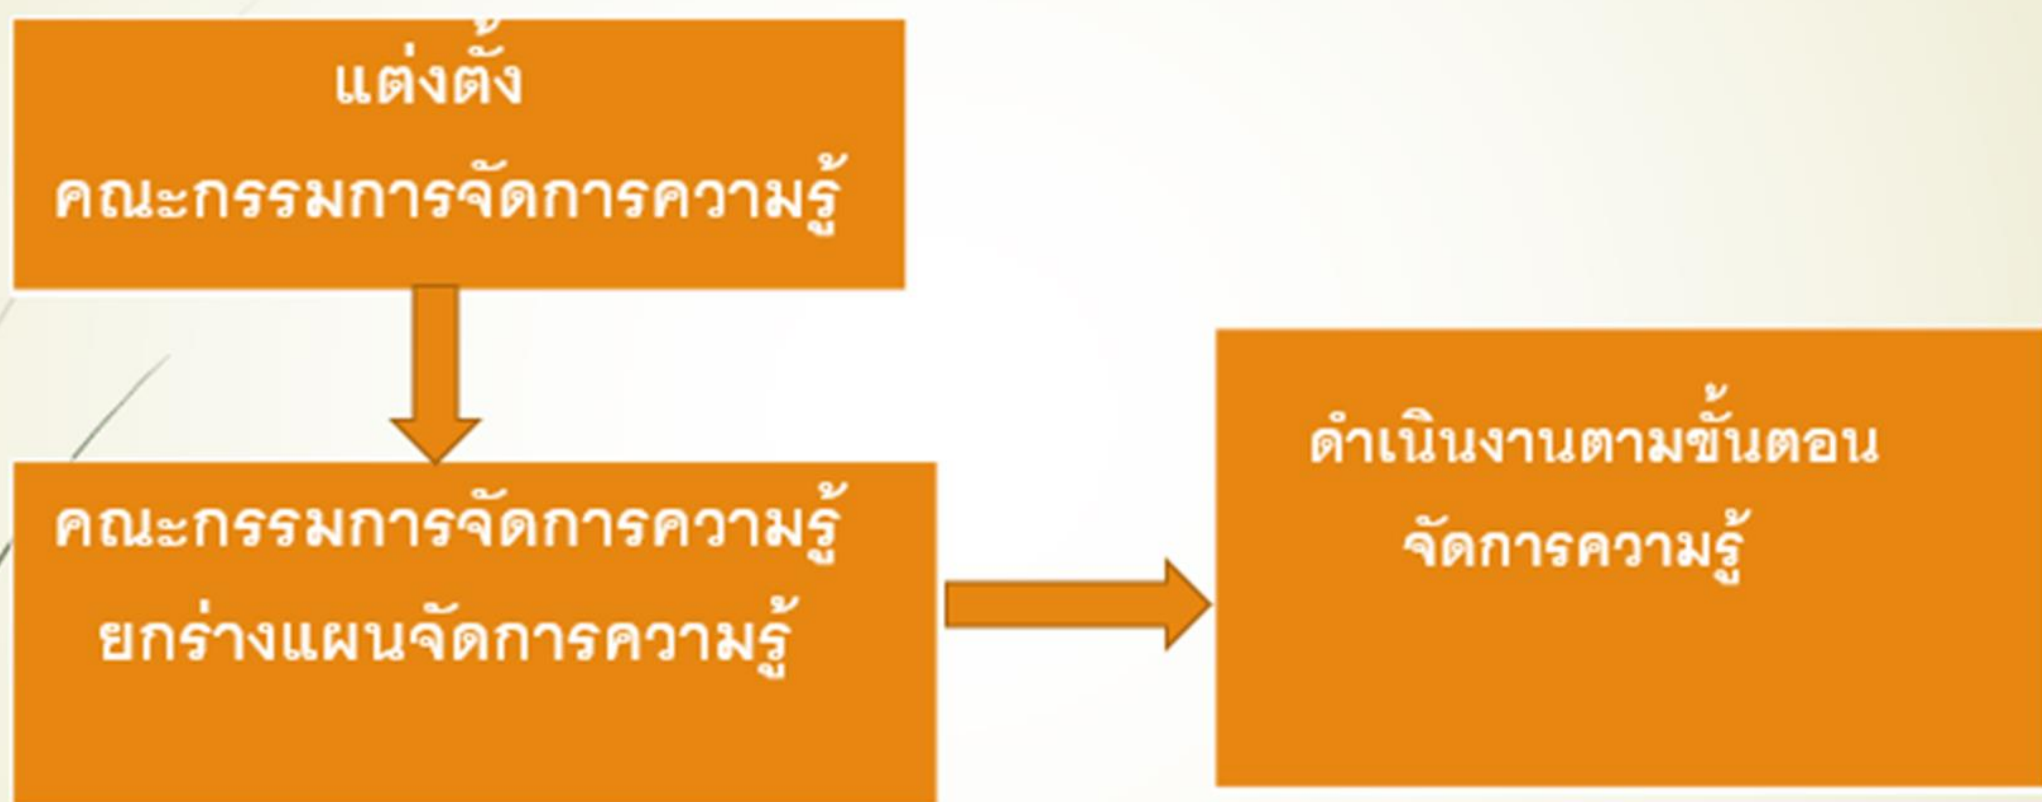 แต่งตั้ง
คณะกรรมการจัดการความรู้
คณะกรรมการจัดการความรู้
ยกร่างแผนจัดการความรู้
ดำเนินงานตามขั้นตอน
จัดการความรู้